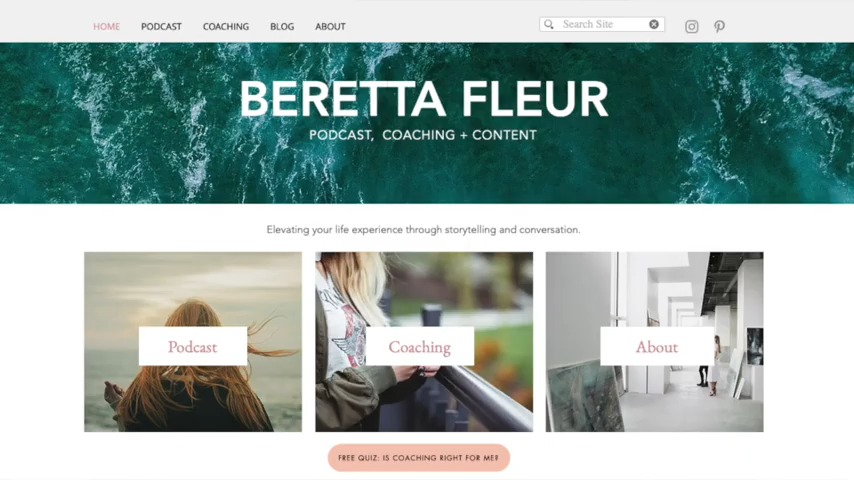 HOME PODCAST COACHING BLOG ABOUT Search Site
BERETTA FLEUR
PODCAST, COACHING + CONTENT
Elevating your life experience through storytelling and conversation.
Podcast Coaching About
FREE QUIZ: IS COACHING RIGHT FOR ME?